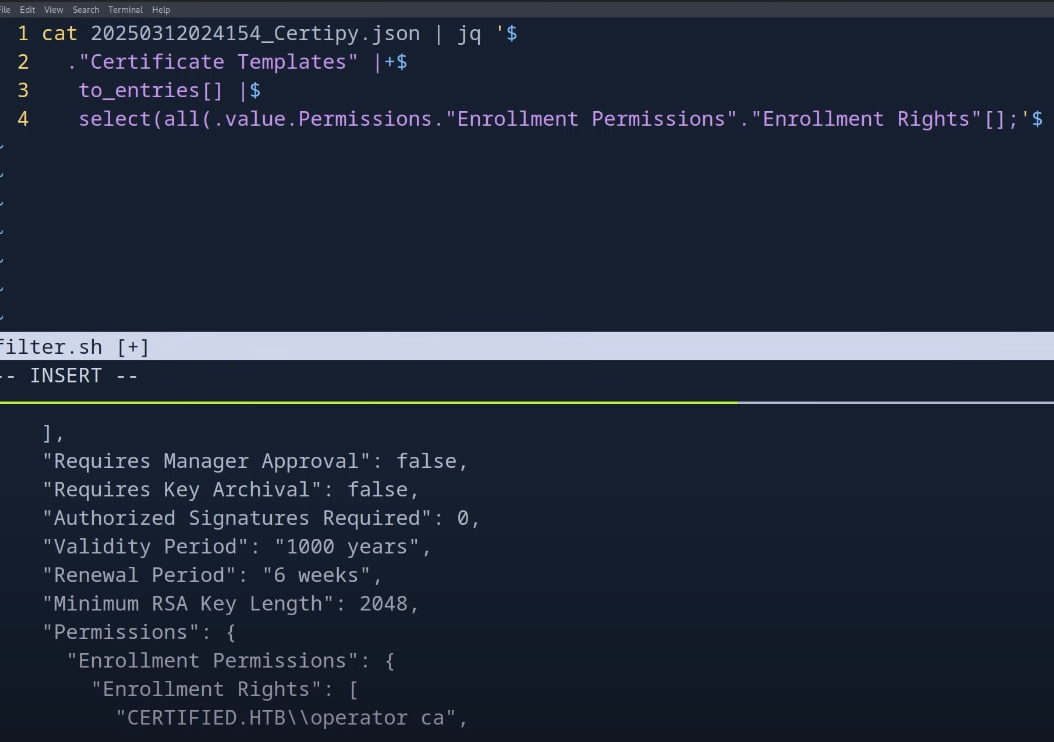 File Edit View Search Terminal Help
1 cat 20250312024154_Certipy.json | jq '$
2 ."Certificate Templates" |+$
3 to_entries[] |$
4 select(all(.value.Permissions."Enrollment Permissions"."Enrollment Rights"[];'$
~
~
~
~
~
~
~
filter.sh [+]
-- INSERT --
],
"Requires Manager Approval": false,
"Requires Key Archival": false,
"Authorized Signatures Required": 0,
"Validity Period": "1000 years",
"Renewal Period": "6 weeks",
"Minimum RSA Key Length": 2048,
"Permissions": {
"Enrollment Permissions": {
"Enrollment Rights": [
"CERTIFIED.HTB\\operator ca",